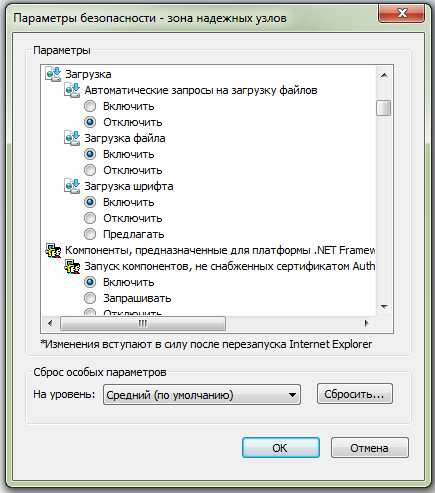 Параметры безопасности - зона надежных узлов
Параметры
Загрузка
Автоматические запросы на загрузку файлов
Включить
Отключить
Загрузка файла
Включить
Отключить
Загрузка шрифта
Включить
Отключить
Предлагать
Компоненты, предназначенные для платформы .NET Framew
Запуск компонентов, не снабженных сертификатом Auth
Включить
Запрашивать
Отключить
*Изменения вступают в силу после перезапуска Internet Explorer
Сброс особых параметров
На уровень: Средний (по умолчанию) Сбросить...
ОК Отмена